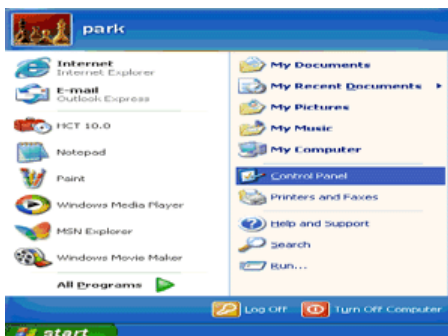 park
Internet
Internet Explorer
E-mail
Outlook Express
HCT 10.0
Notepad
Paint
Windows Media Player
MSN Explorer
Windows Movie Maker
All Programs
My Documents
My Recent Documents
My Pictures
My Music
My Computer
Control Panel
Printers and Faxes
Help and Support
Search
Run...
Log Off
Turn Off Computer
start